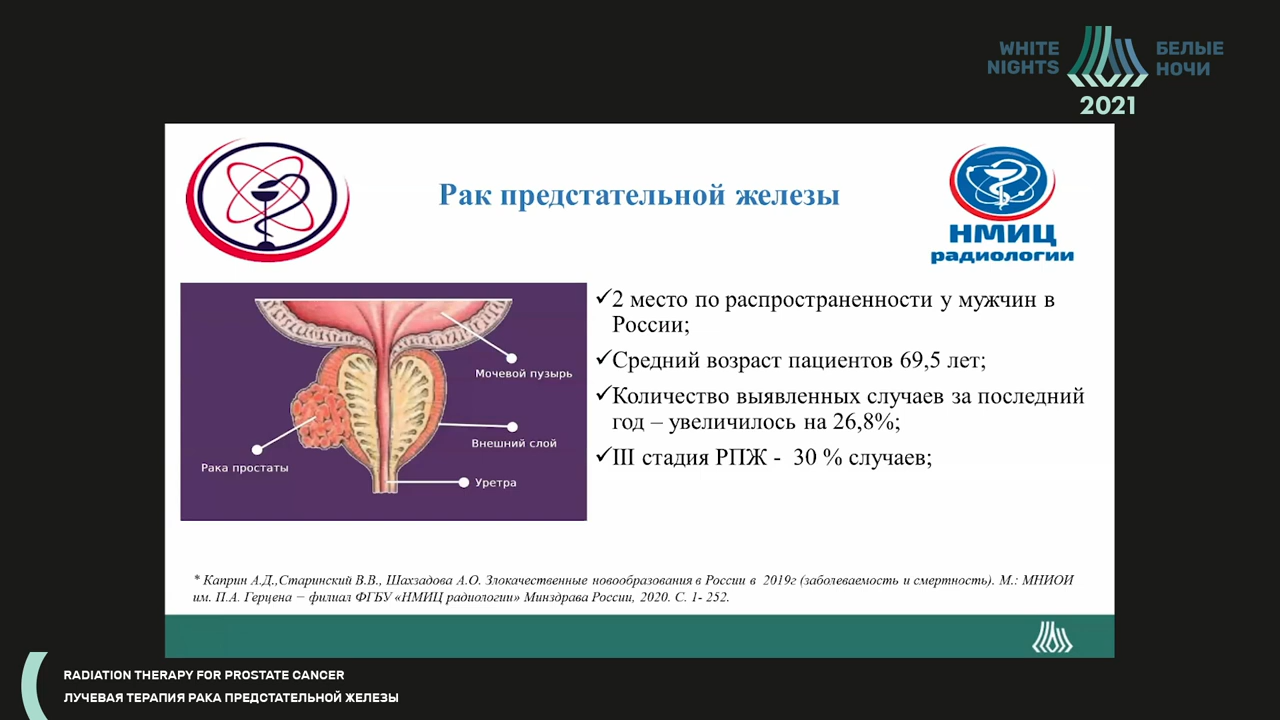 WHITE
NIGHTS
БЕЛЫЕ
НОЧИ
2021
Рак предстательной железы
НМИЦ
радиологии
Мочевой пузырь
Внешний слой
Рака простаты
Уретра
✓2 место по распространенности у мужчин в
России;
✓Средний возраст пациентов 69,5 лет;
✓Количество выявленных случаев за последний
год – увеличилось на 26,8%;
✓III стадия РПЖ - 30 % случаев;
* Каприн А.Д.,Старинский В.В., Шахзадова А.О. Злокачественные новообразования в России в 2019г (заболеваемость и смертность). М.: МНИОИ
им. П.А. Герцена – филиал ФГБУ «НМИЦ радиологии» Минздрава России, 2020. С. 1- 252.
RADIATION THERAPY FOR PROSTATE CANCER
ЛУЧЕВАЯ ТЕРАПИЯ РАКА ПРЕДСТАТЕЛЬНОЙ ЖЕЛЕЗЫ